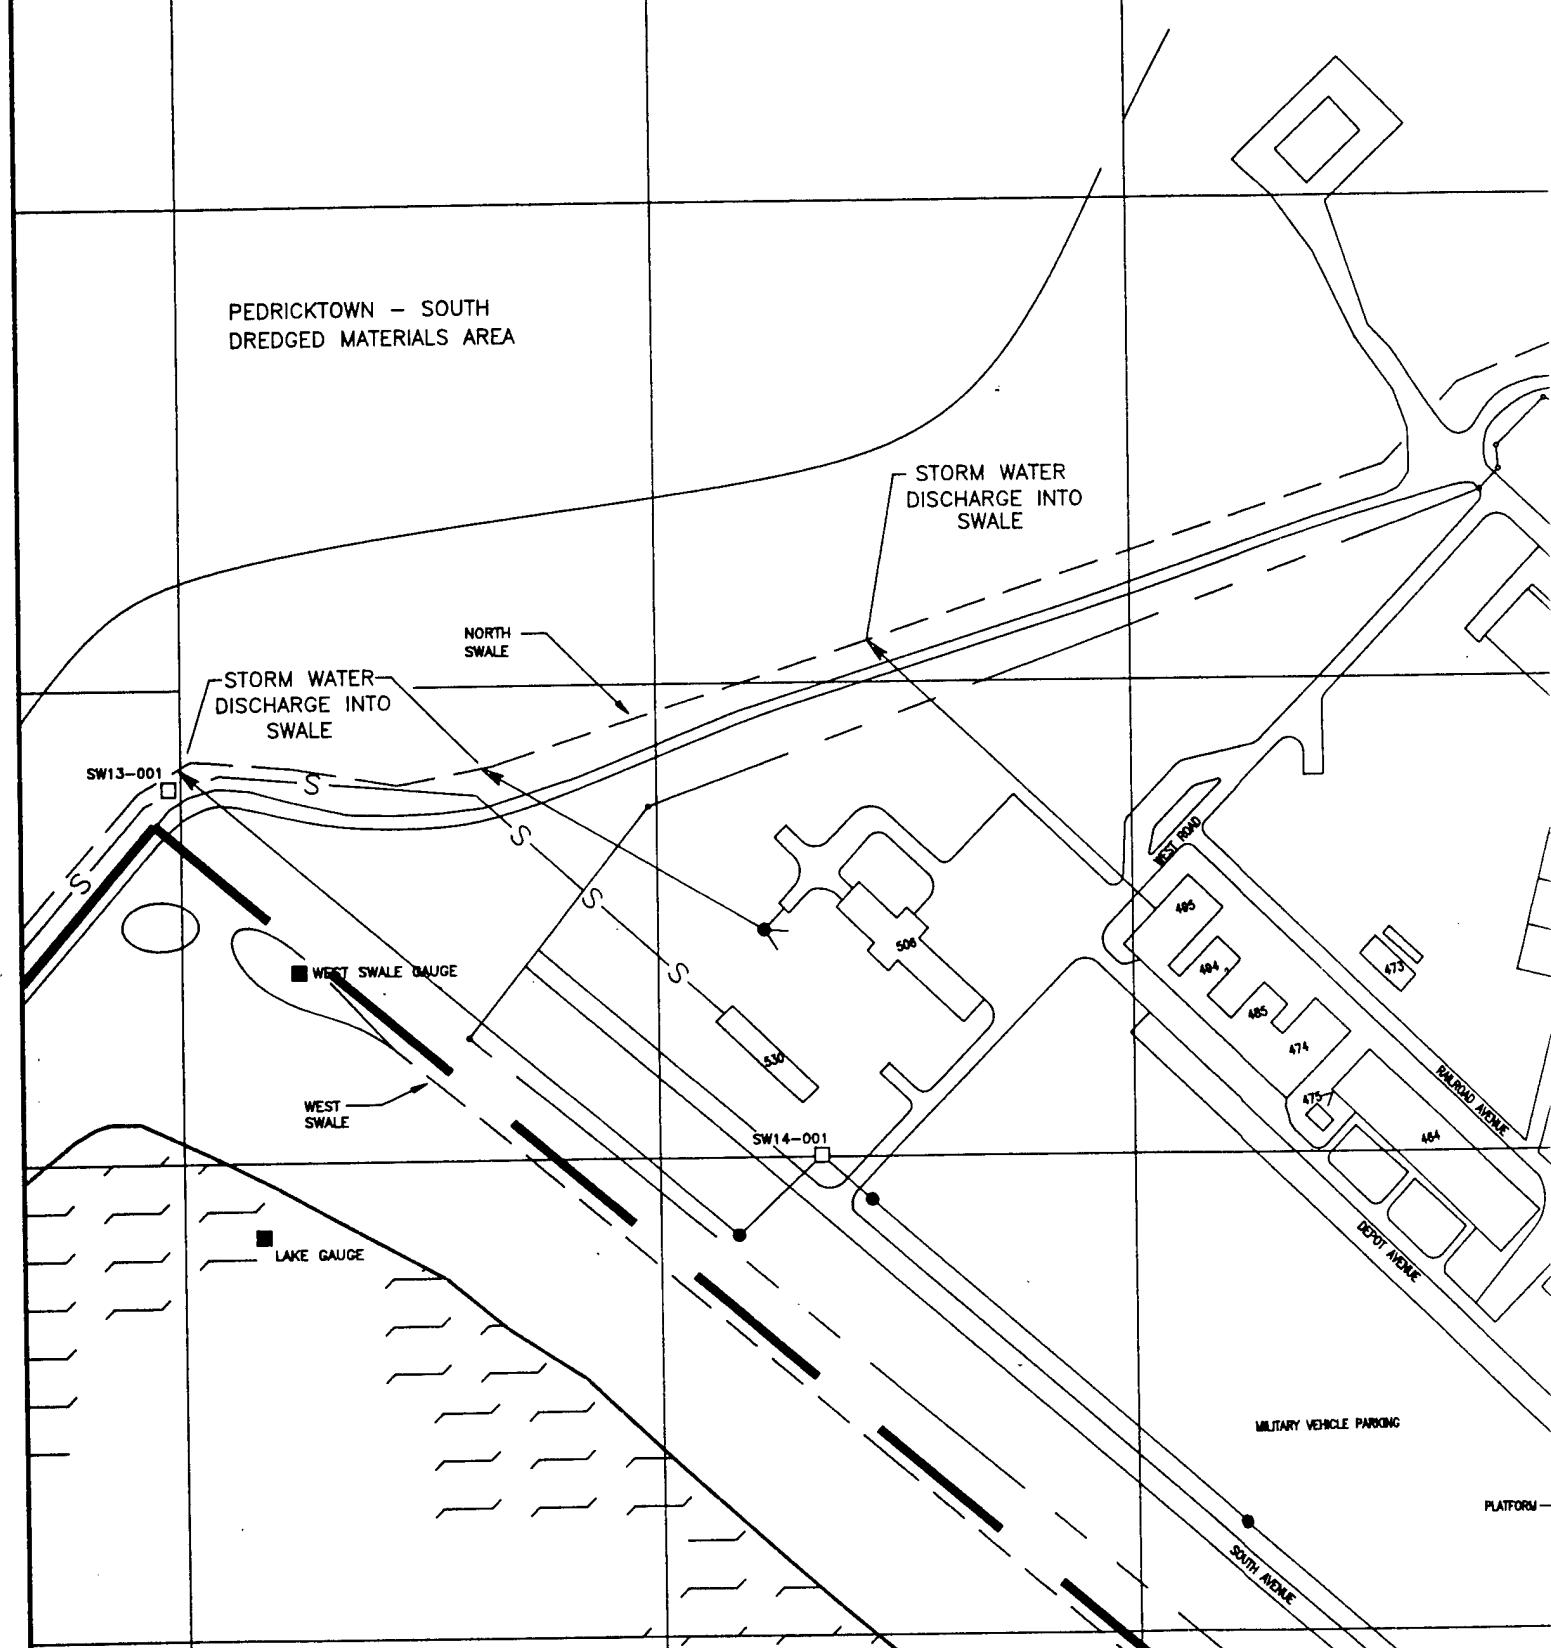 PEDRICKTOWN – SOUTH
DREDGED MATERIALS AREA
STORM WATER
DISCHARGE INTO
SWALE
NORTH
SWALE
STORM WATER
DISCHARGE INTO
SWALE
SW13-001
S
S
S
S
S
WEST ROAD
495
494
506
473
485
474
WEST SWALE GAUGE
530
475
RAILROAD AVENUE
484
WEST
SWALE
SW14-001
LAKE GAUGE
DEPOT AVENUE
MILITARY VEHICLE PARKING
PLATFORM
SOUTH AVENUE